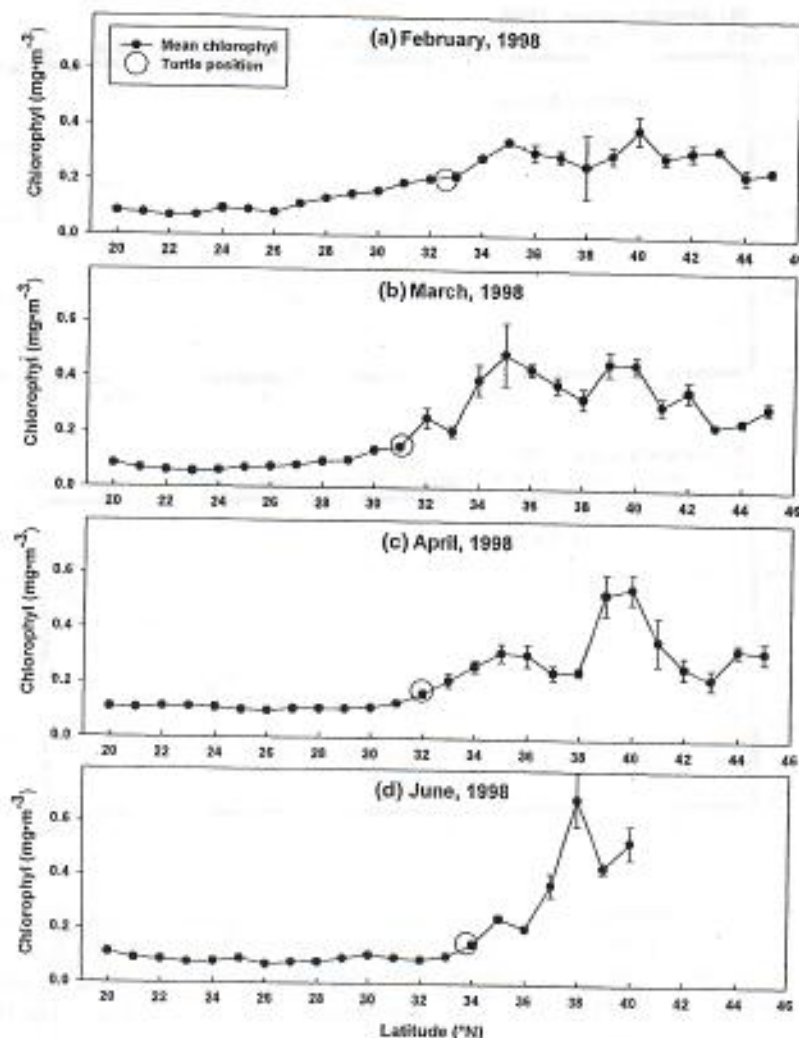 (a) February, 1998
Mean chlorophyl
Turtle position
Chlorophyl (mg•m⁻³)
0.6
0.4
0.2
0.0
20 22 24 26 28 30 32 34 36 38 40 42 44 46
(b) March, 1998
Chlorophyl (mg•m⁻³)
0.6
0.4
0.2
0.0
20 22 24 26 28 30 32 34 36 38 40 42 44 46
(c) April, 1998
Chlorophyl (mg•m⁻³)
0.6
0.4
0.2
0.0
20 22 24 26 28 30 32 34 36 38 40 42 44 46
(d) June, 1998
Chlorophyl (mg•m⁻³)
0.6
0.4
0.2
0.0
20 22 24 26 28 30 32 34 36 38 40 42 44 46
Latitude (°N)